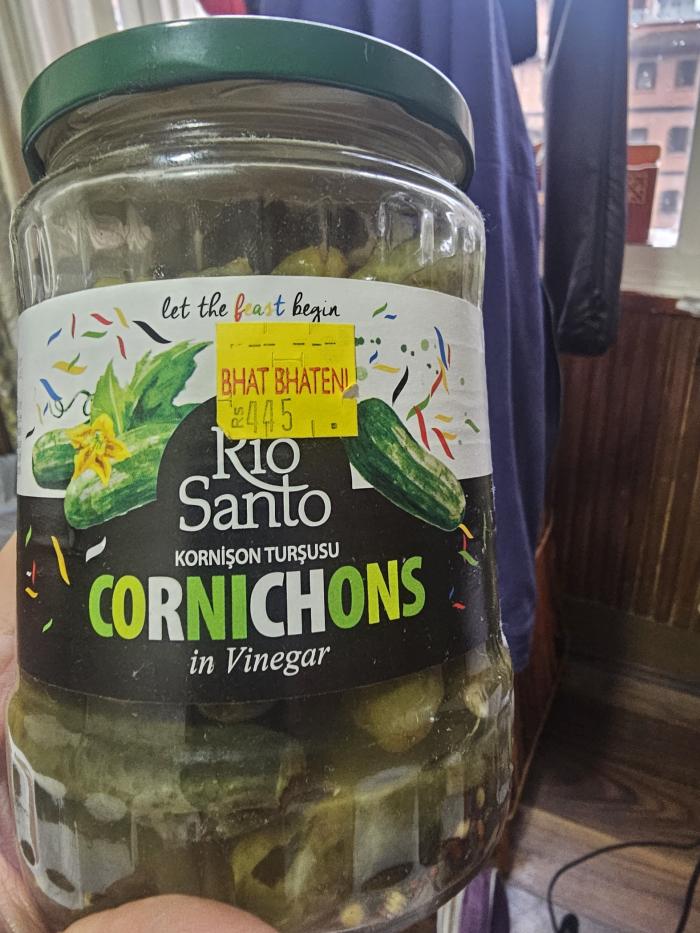 let the feast begin
BHAT BHATENI
RS 445
Rio
Santo
KORNİŞON TURŞUSU
CORNICHONS
in Vinegar